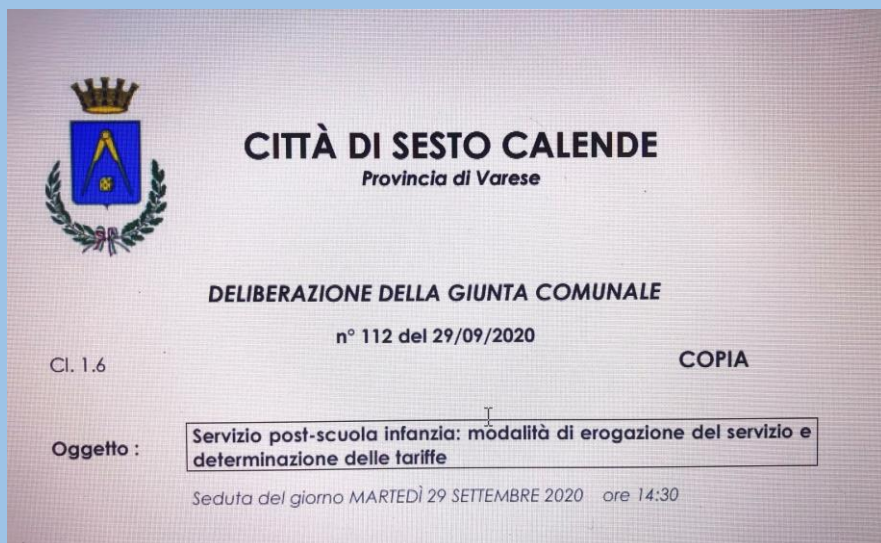 CITTÀ DI SESTO CALENDE
Provincia di Varese
DELIBERAZIONE DELLA GIUNTA COMUNALE
n° 112 del 29/09/2020
Cl. 1.6
COPIA
Oggetto :
Servizio post-scuola infanzia: modalità di erogazione del servizio e
determinazione delle tariffe
Seduta del giorno MARTEDÌ 29 SETTEMBRE 2020 ore 14:30